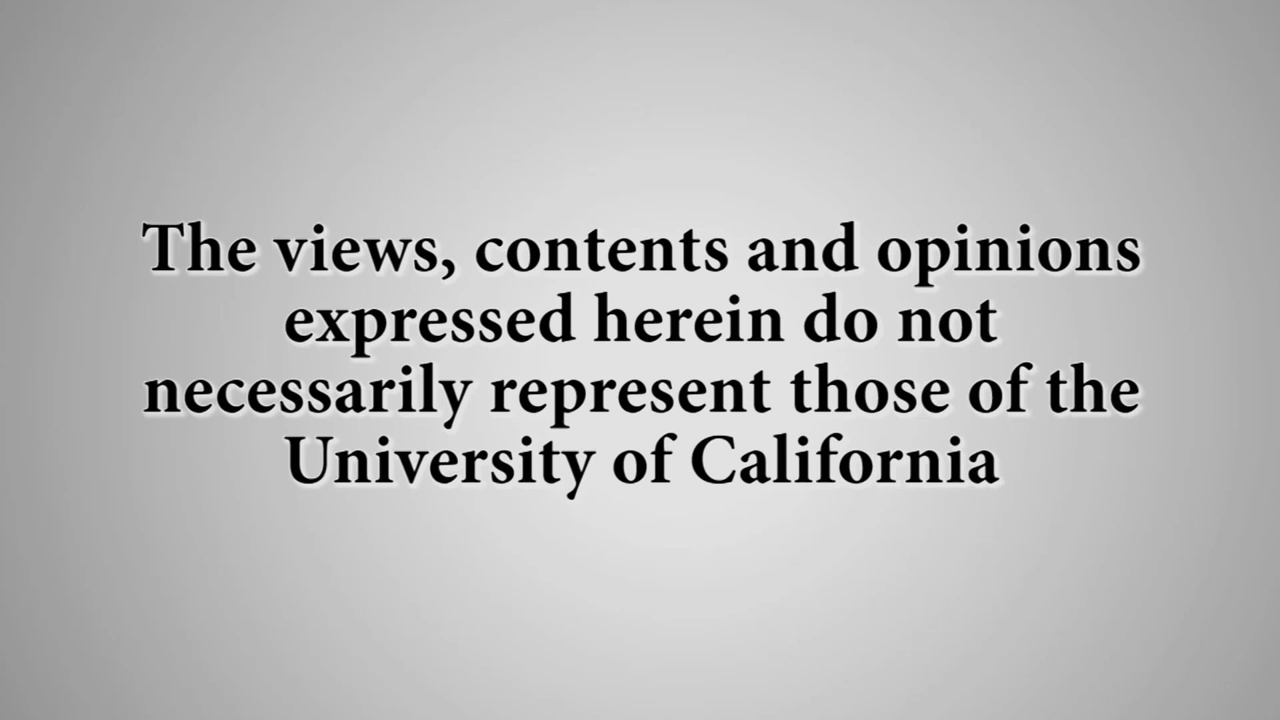 The views, contents and opinions
expressed herein do not
necessarily represent those of the
University of California